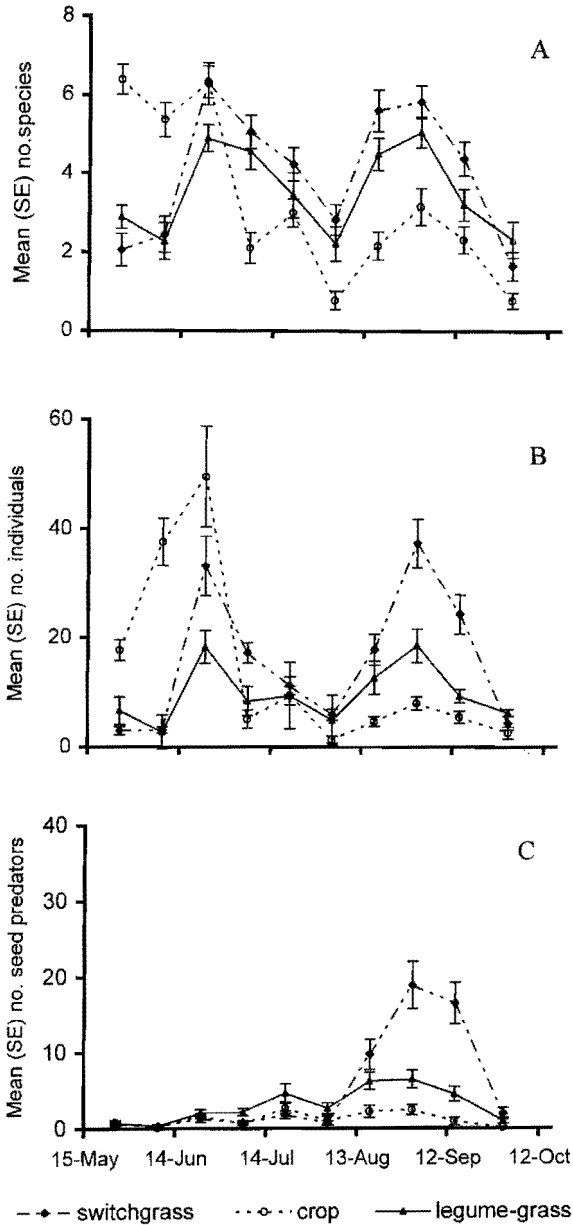 A
Mean (SE) no.species
8
6
4
2
0
B
Mean (SE) no. individuals
60
40
20
0
C
Mean (SE) no. seed predators
40
30
20
10
0
15-May 14-Jun 14-Jul 13-Aug 12-Sep 12-Oct
switchgrass crop legume-grass